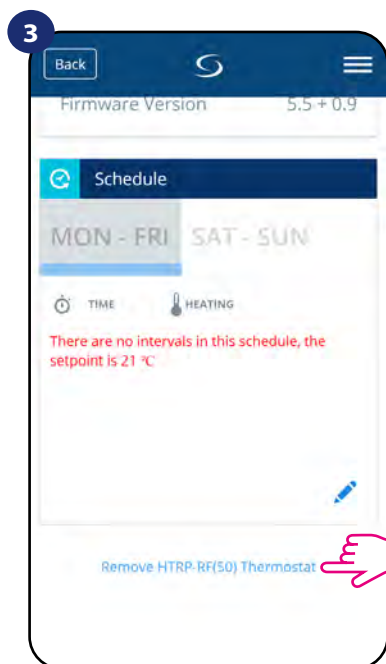 3
Back
Firmware Version 5.5 + 0.9
Schedule
MON - FRI SAT - SUN
TIME HEATING
There are no intervals in this schedule, the
setpoint is 21 °C
Remove HTRP-RF(50) Thermostat